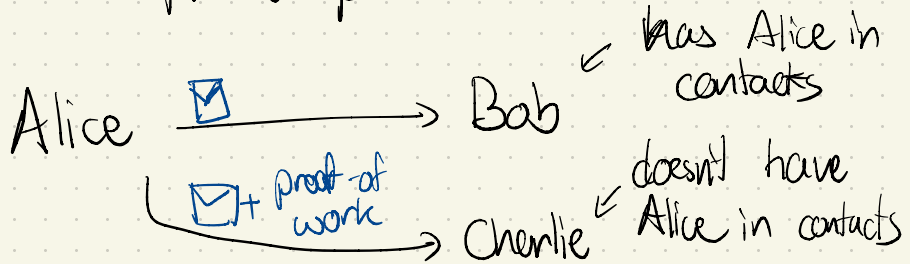 has Alice in
contacts
Alice
Bob
+ proof-of
work
doesn't have
Alice in contacts
Charlie